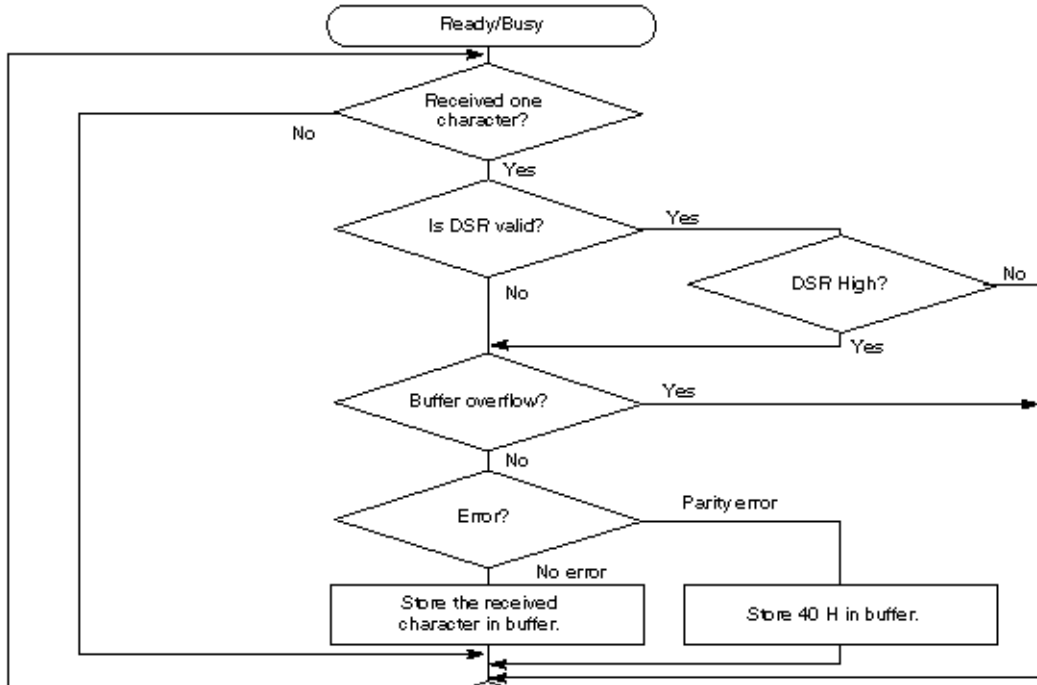 Ready/Busy
Received one
character?
No
Yes
Is DSR valid?
Yes
DSR High?
No
No
Yes
Buffer overflow?
Yes
No
Error?
Parity error
No error
Store the received
character in buffer.
Store 40 H in buffer.